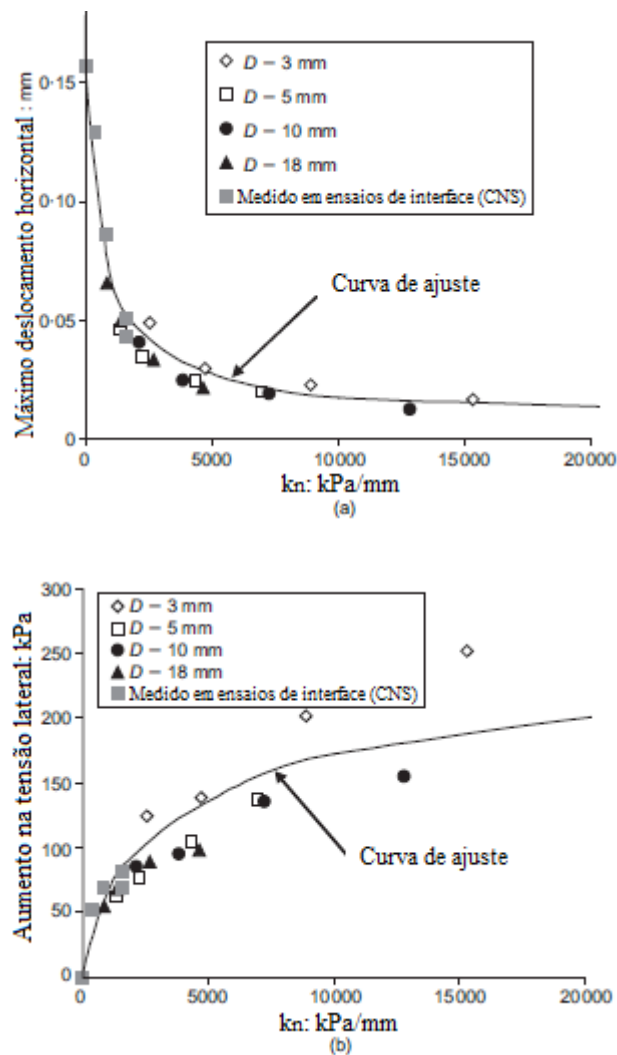 0·15
0·10
0·05
0
Máximo deslocamento horizontal : mm
D – 3 mm
D – 5 mm
D – 10 mm
D – 18 mm
Medido em ensaios de interface (CNS)
Curva de ajuste
0 5000 10000 15000 20000
kn: kPa/mm
(a)
300
250
200
150
100
50
0
Aumento na tensão lateral: kPa
D – 3 mm
D – 5 mm
D – 10 mm
D – 18 mm
Medido em ensaios de interface (CNS)
Curva de ajuste
0 5000 10000 15000 20000
kn: kPa/mm
(b)